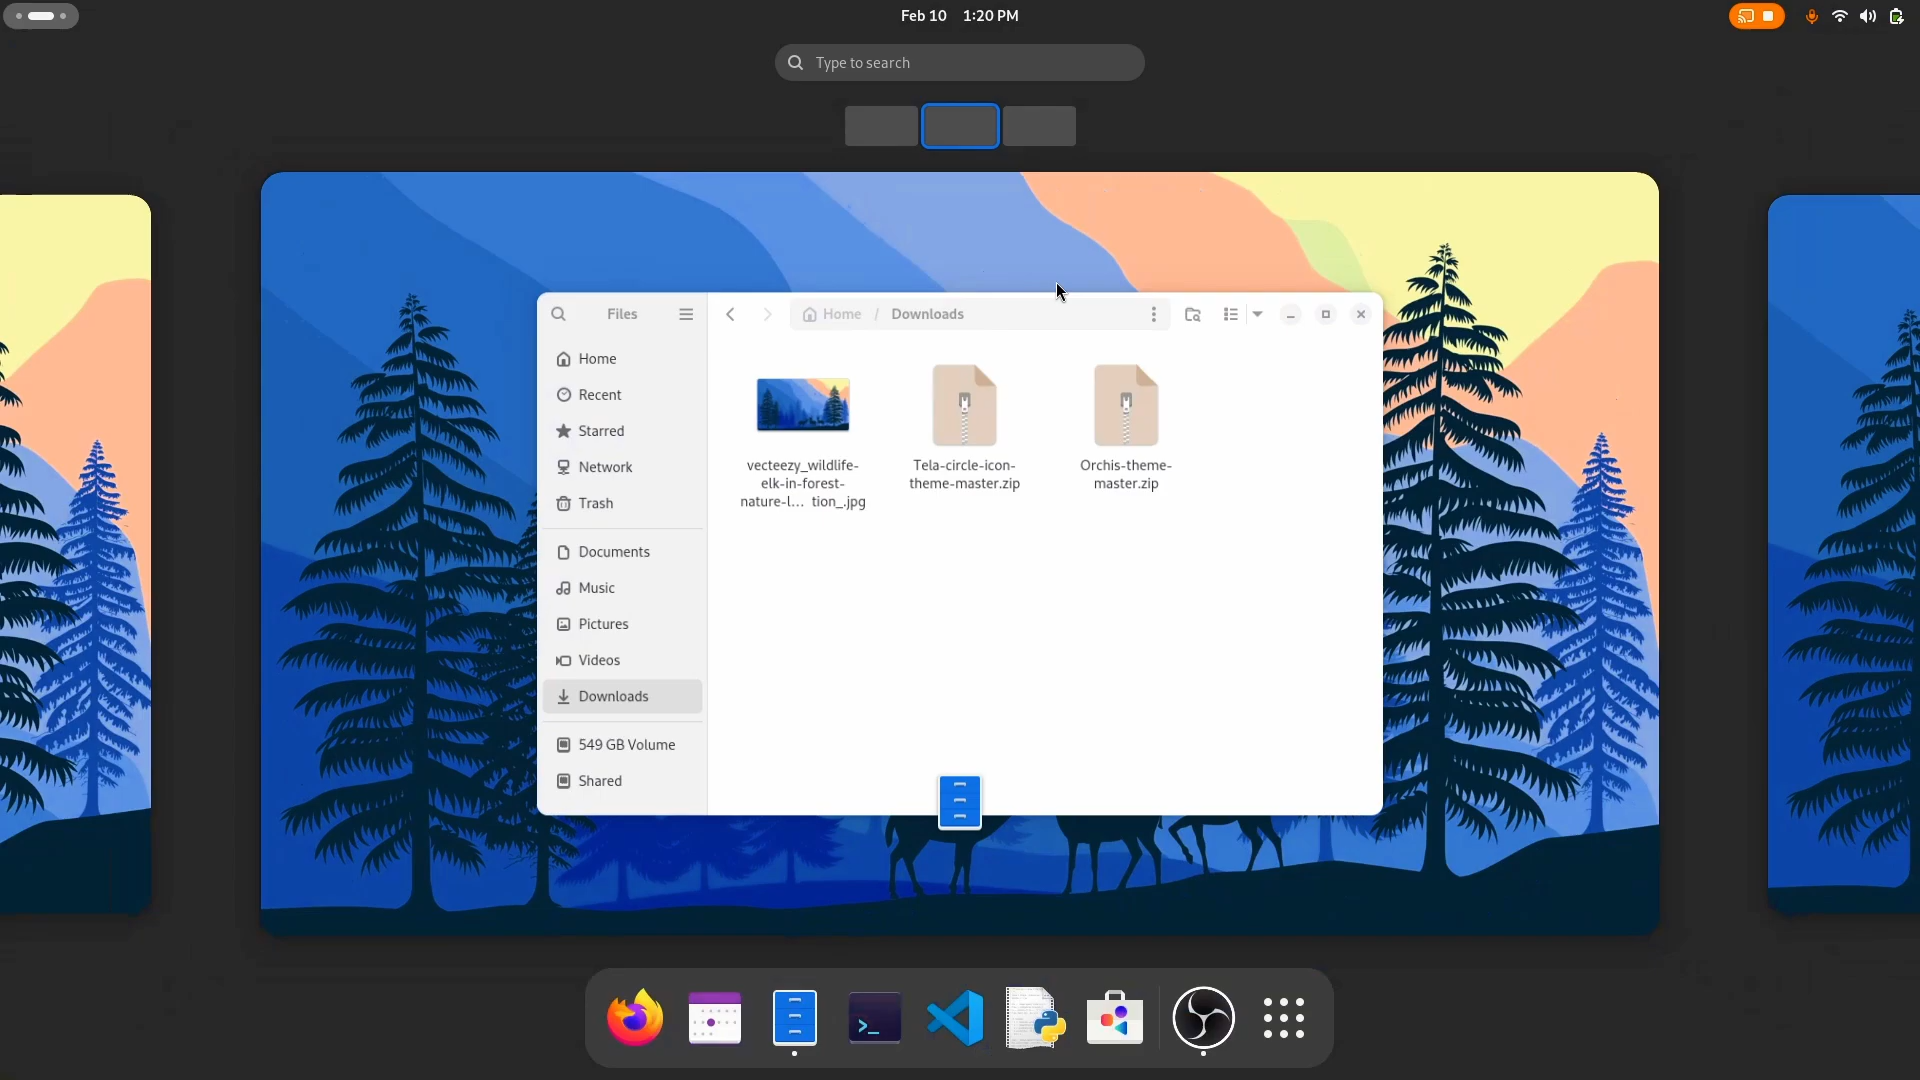 Feb 10 1:20 PM
Type to search
Files
Home / Downloads
Home
Recent
Starred
Network
Trash
Documents
Music
Pictures
Videos
Downloads
549 GB Volume
Shared
vecteezy_wildlife-
elk-in-forest-
nature-l... tion_.jpg
Tela-circle-icon-
theme-master.zip
Orchis-theme-
master.zip
>_